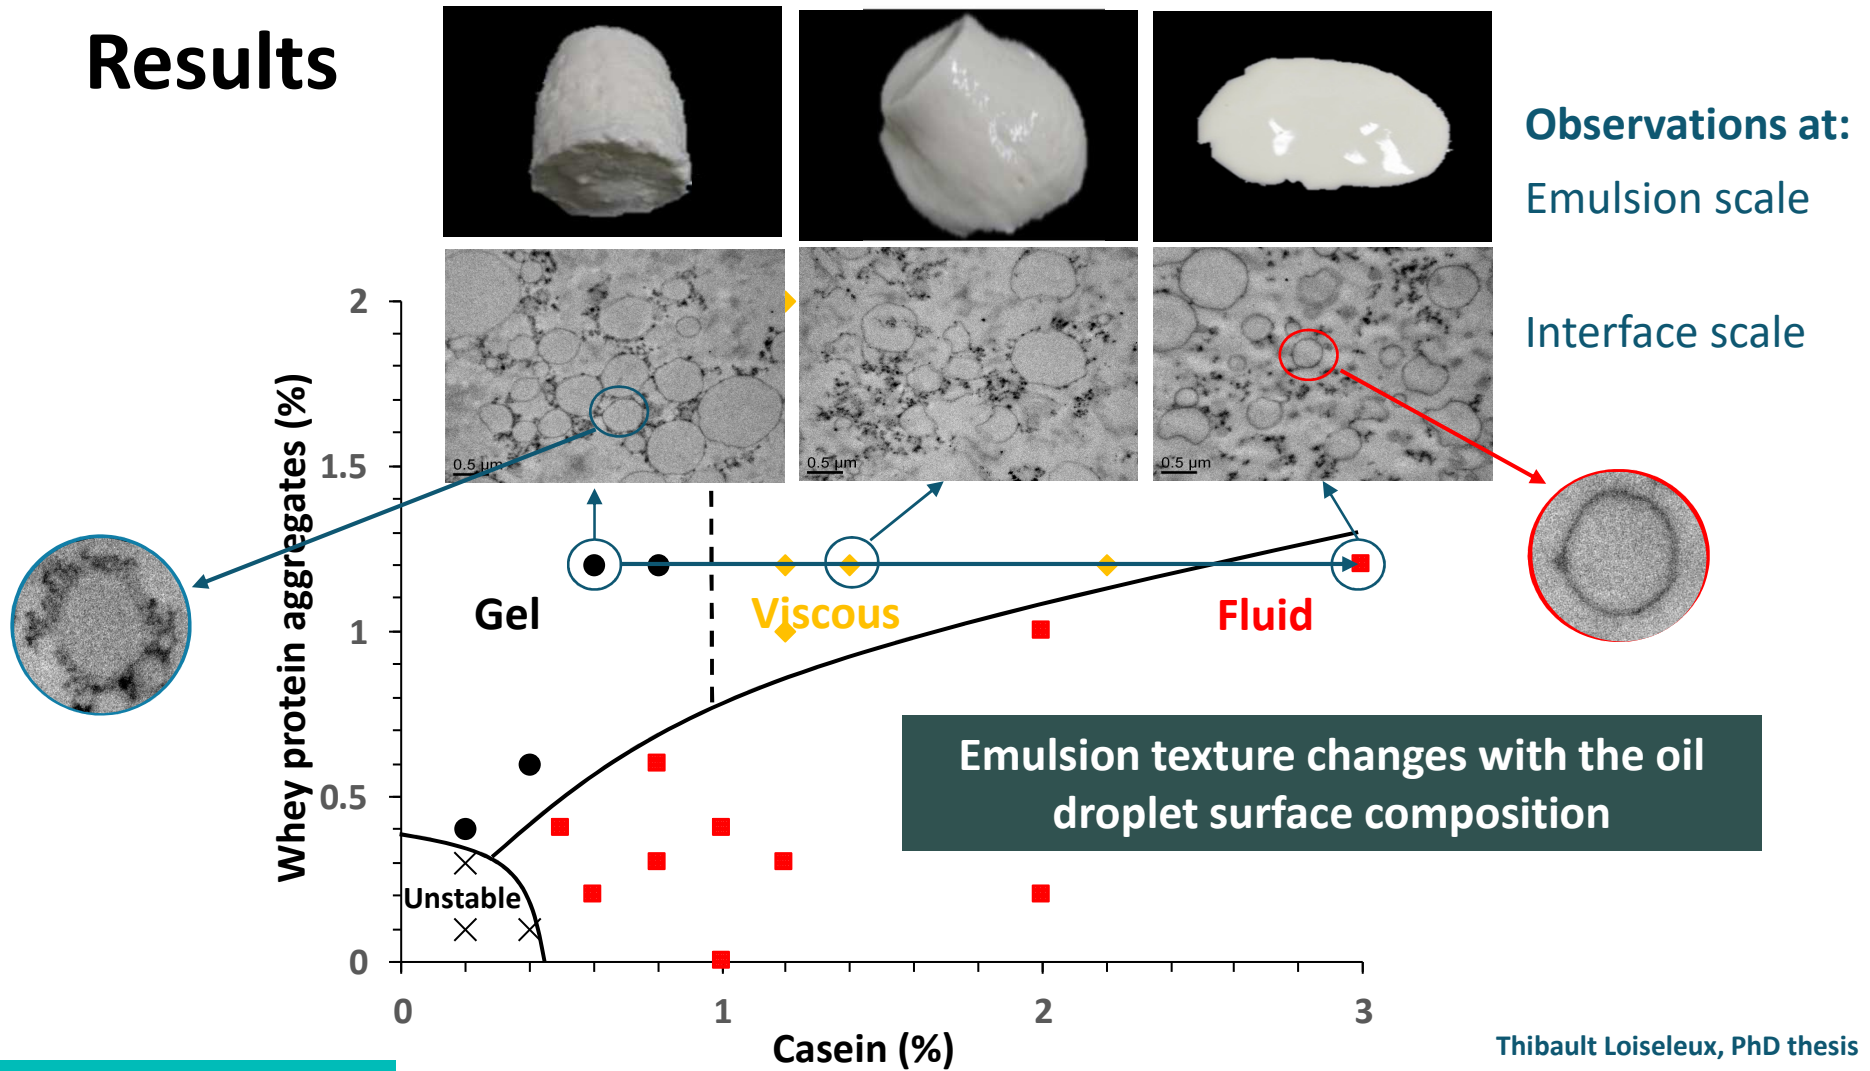 Results
Observations at:
Emulsion scale
Interface scale
0.5 µm
0.5 µm
0.5 µm
Whey protein aggregates (%)
2
1.5
1
0.5
0
Gel
Viscous
Fluid
Unstable
Emulsion texture changes with the oil
droplet surface composition
0
1
2
3
Casein (%)
Thibault Loiseleux, PhD thesis